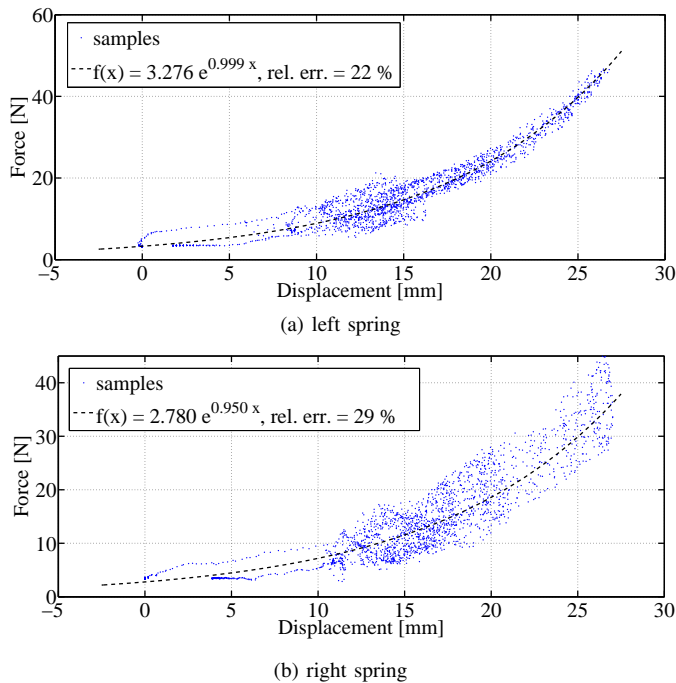 60
40
20
0
Force [N]
samples
f(x) = 3.276 e^0.999 x, rel. err. = 22 %
−5 0 5 10 15 20 25 30
Displacement [mm]
(a) left spring
40
30
20
10
0
Force [N]
samples
f(x) = 2.780 e^0.950 x, rel. err. = 29 %
−5 0 5 10 15 20 25 30
Displacement [mm]
(b) right spring